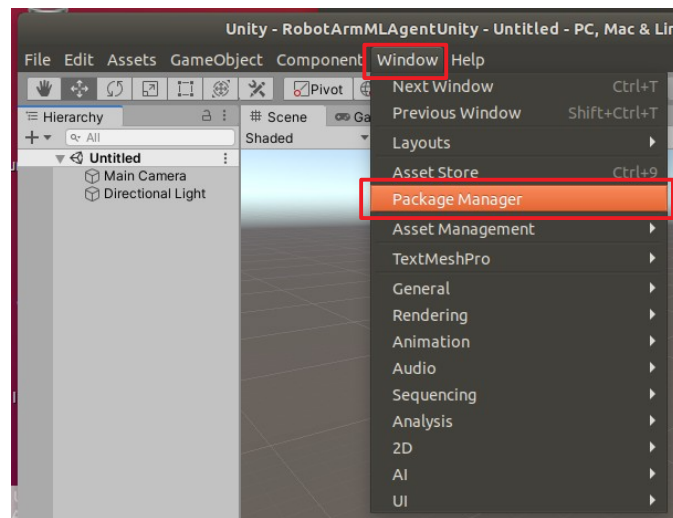 Unity - RobotArmMLAgentUnity - Untitled - PC, Mac &
File Edit Assets GameObject Component Window Help
Pivot
Hierarchy
All
Untitled
Main Camera
Directional Light
Scene
Shaded
Next Window Ctrl+T
Previous Window Shift+Ctrl+T
Layouts
Asset Store Ctrl+9
Package Manager
Asset Management
TextMeshPro
General
Rendering
Animation
Audio
Sequencing
Analysis
2D
AI
UI